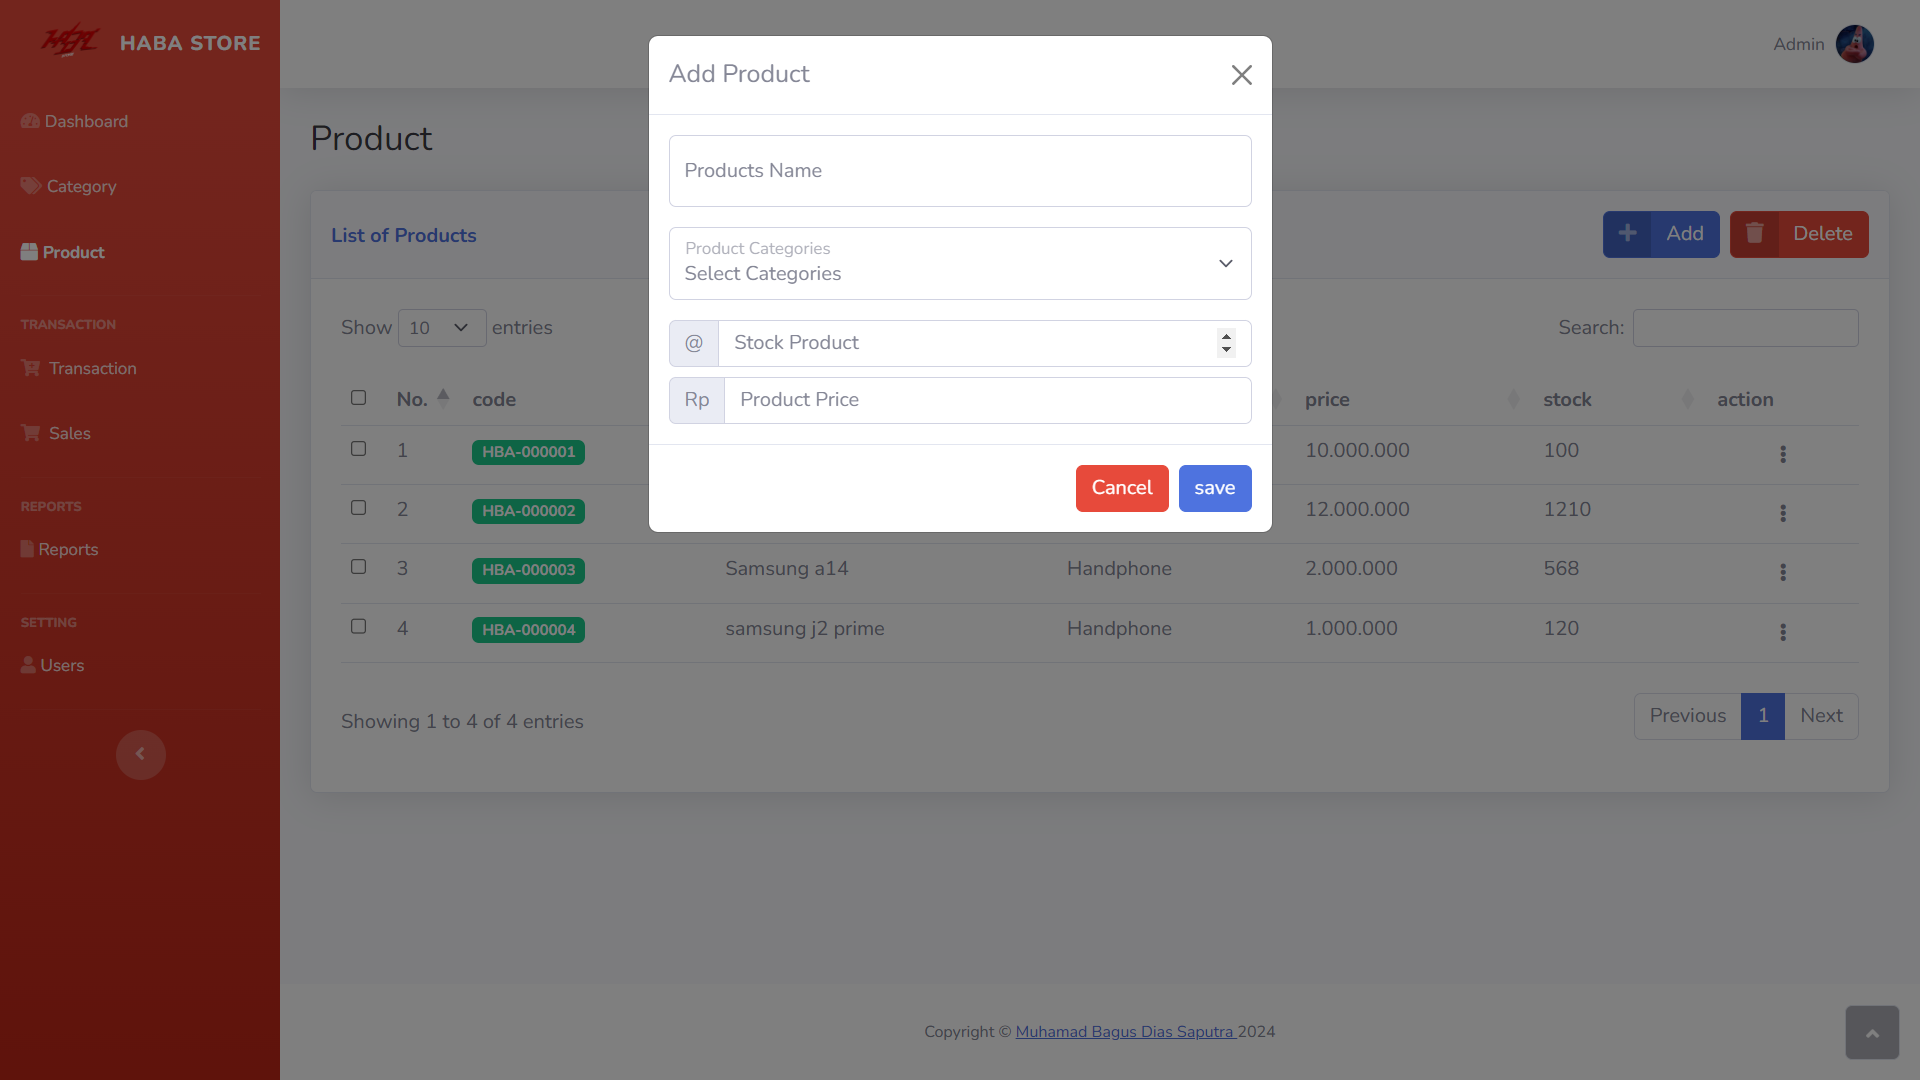 HABA STORE
Admin
Dashboard
Category
Product
TRANSACTION
Transaction
Sales
REPORTS
Reports
SETTING
Users
Product
List of Products
Add
Delete
Show 10 entries
Search:
No. code price stock action
1 HBA-000001 10.000.000 100
2 HBA-000002 12.000.000 1210
3 HBA-000003 Samsung a14 Handphone 2.000.000 568
4 HBA-000004 samsung j2 prime Handphone 1.000.000 120
Showing 1 to 4 of 4 entries
Previous 1 Next
Add Product
Products Name
Product Categories
Select Categories
@ Stock Product
Rp Product Price
Cancel save
Copyright © Muhamad Bagus Dias Saputra 2024